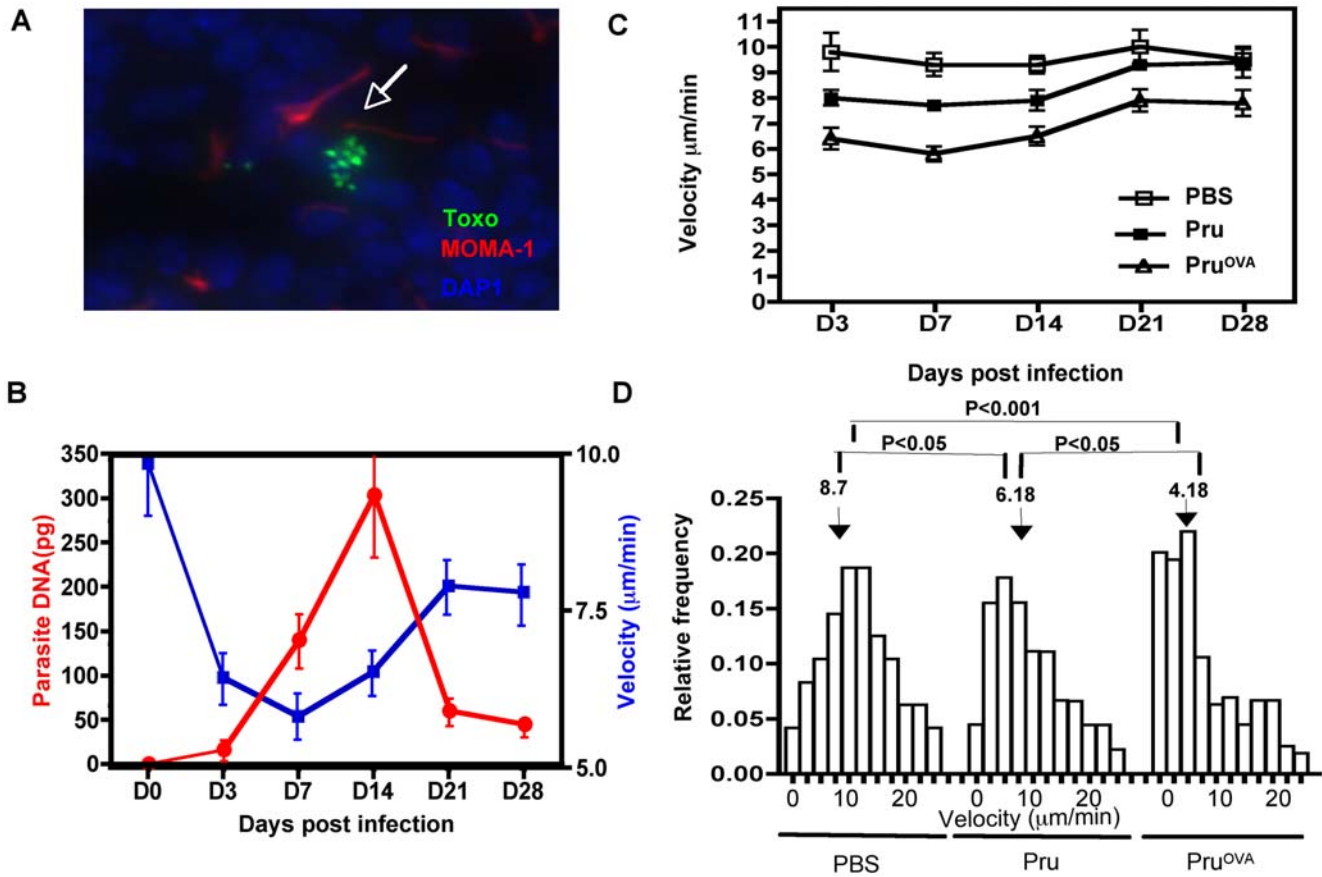 A
Toxo
MOMA-1
DAP1
C
Velocity μm/min
11
10
9
8
7
6
5
4
3
2
1
0
PBS
Pru
Pru^OVA
D3 D7 D14 D21 D28
Days post infection
B
Parasite DNA(pg)
350
300
250
200
150
100
50
0
10.0
7.5
5.0
Velocity (μm/min)
D0 D3 D7 D14 D21 D28
Days post infection
D
P<0.001
P<0.05 P<0.05
8.7 6.18 4.18
Relative frequency
0.25
0.20
0.15
0.10
0.05
0.00
0 10 20 0 10 20 0 10 20
Velocity (μm/min)
PBS Pru Pru^OVA